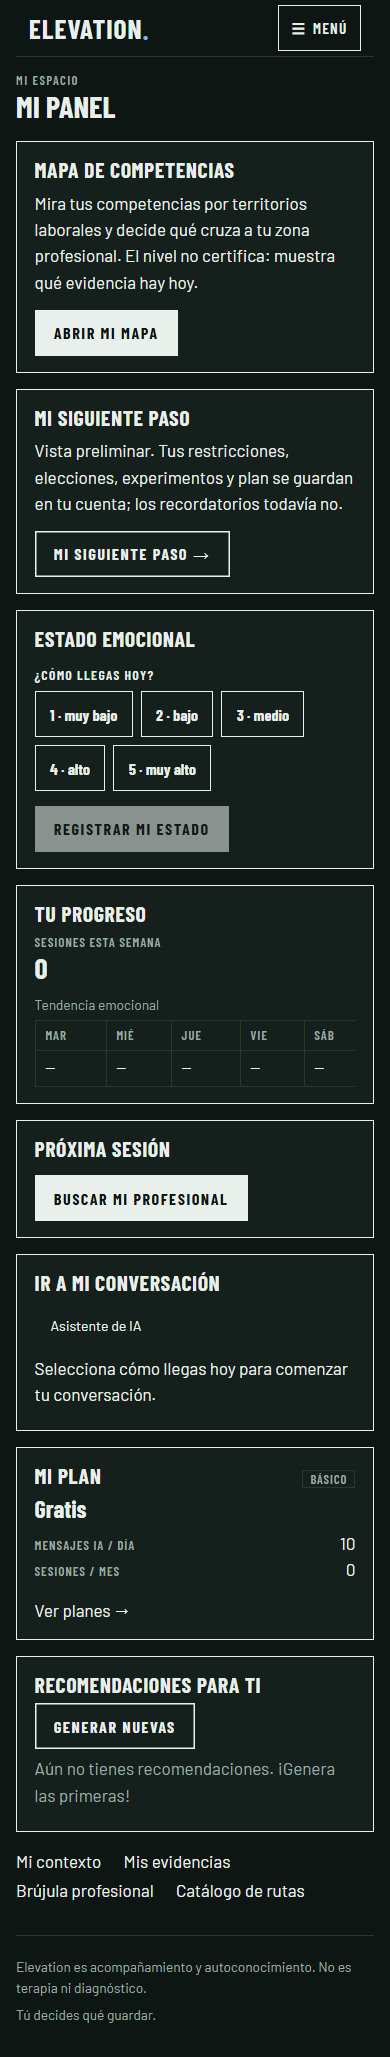 ELEVATION.
☰ MENÚ
MI ESPACIO
MI PANEL
MAPA DE COMPETENCIAS
Mira tus competencias por territorios
laborales y decide qué cruza a tu zona
profesional. El nivel no certifica: muestra
qué evidencia hay hoy.
ABRIR MI MAPA
MI SIGUIENTE PASO
Vista preliminar. Tus restricciones,
elecciones, experimentos y plan se guardan
en tu cuenta; los recordatorios todavía no.
MI SIGUIENTE PASO →
ESTADO EMOCIONAL
¿CÓMO LLEGAS HOY?
1 · muy bajo
2 · bajo
3 · medio
4 · alto
5 · muy alto
REGISTRAR MI ESTADO
TU PROGRESO
SESIONES ESTA SEMANA
0
Tendencia emocional
MAR MIÉ JUE VIE SÁB
— — — — —
PRÓXIMA SESIÓN
BUSCAR MI PROFESIONAL
IR A MI CONVERSACIÓN
Asistente de IA
Selecciona cómo llegas hoy para comenzar
tu conversación.
MI PLAN
BÁSICO
Gratis
MENSAJES IA / DÍA 10
SESIONES / MES 0
Ver planes →
RECOMENDACIONES PARA TI
GENERAR NUEVAS
Aún no tienes recomendaciones. ¡Genera
las primeras!
Mi contexto Mis evidencias
Brújula profesional Catálogo de rutas
Elevation es acompañamiento y autoconocimiento. No es
terapia ni diagnóstico.
Tú decides qué guardar.